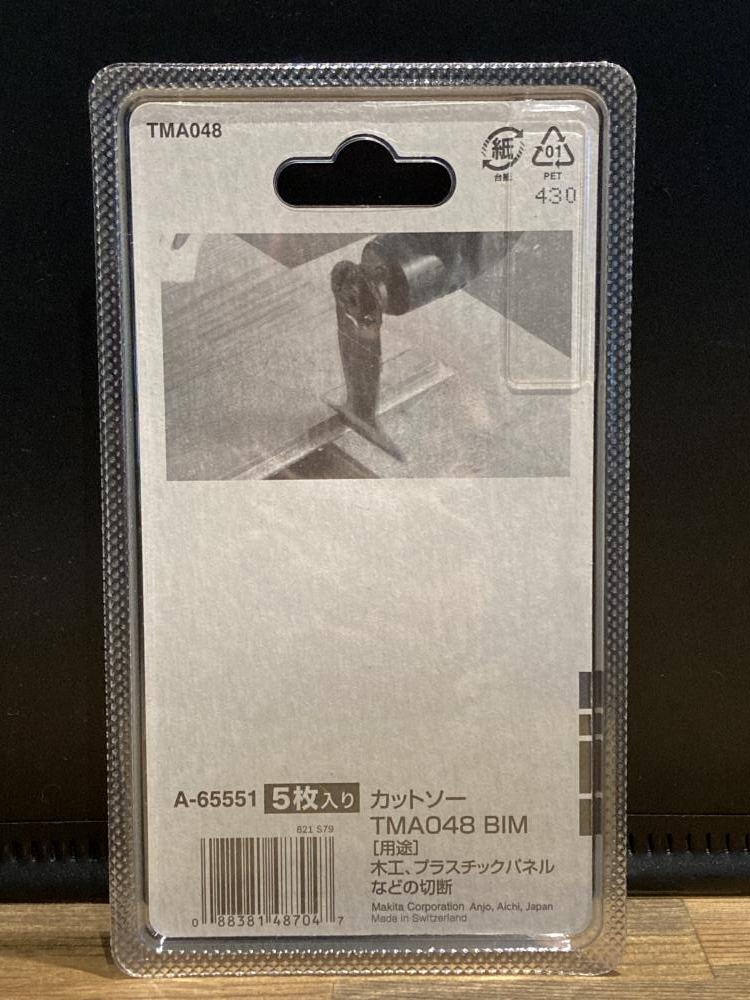 TMA048
紙
台紙
01
PET
430
A-65551 5枚入り カットソー
TMA048 BIM
[用途]
木工、プラスチックパネル
などの切断
821 S79
0 88381 48704 7
Makita Corporation Anjo, Aichi, Japan
Made in Switzerland